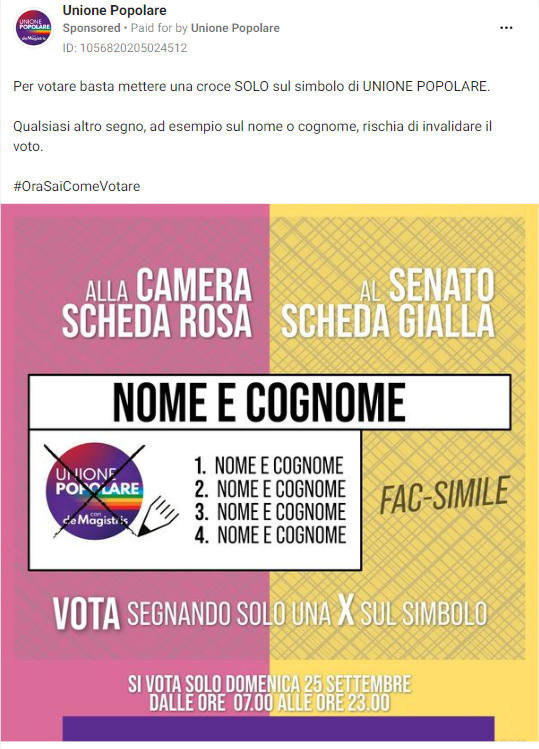 Unione Popolare
Sponsored • Paid for by Unione Popolare
ID: 1056820205024512
Per votare basta mettere una croce SOLO sul simbolo di UNIONE POPOLARE.
Qualsiasi altro segno, ad esempio sul nome o cognome, rischia di invalidare il
voto.
#OraSaiComeVotare
ALLA CAMERA
SCHEDA ROSA
AL SENATO
SCHEDA GIALLA
NOME E COGNOME
UNIONE
POPOLARE
con
de Magistris
1. NOME E COGNOME
2. NOME E COGNOME
3. NOME E COGNOME
4. NOME E COGNOME
FAC-SIMILE
VOTA SEGNANDO SOLO UNA X SUL SIMBOLO
SI VOTA SOLO DOMENICA 25 SETTEMBRE
DALLE ORE 07.00 ALLE ORE 23.00